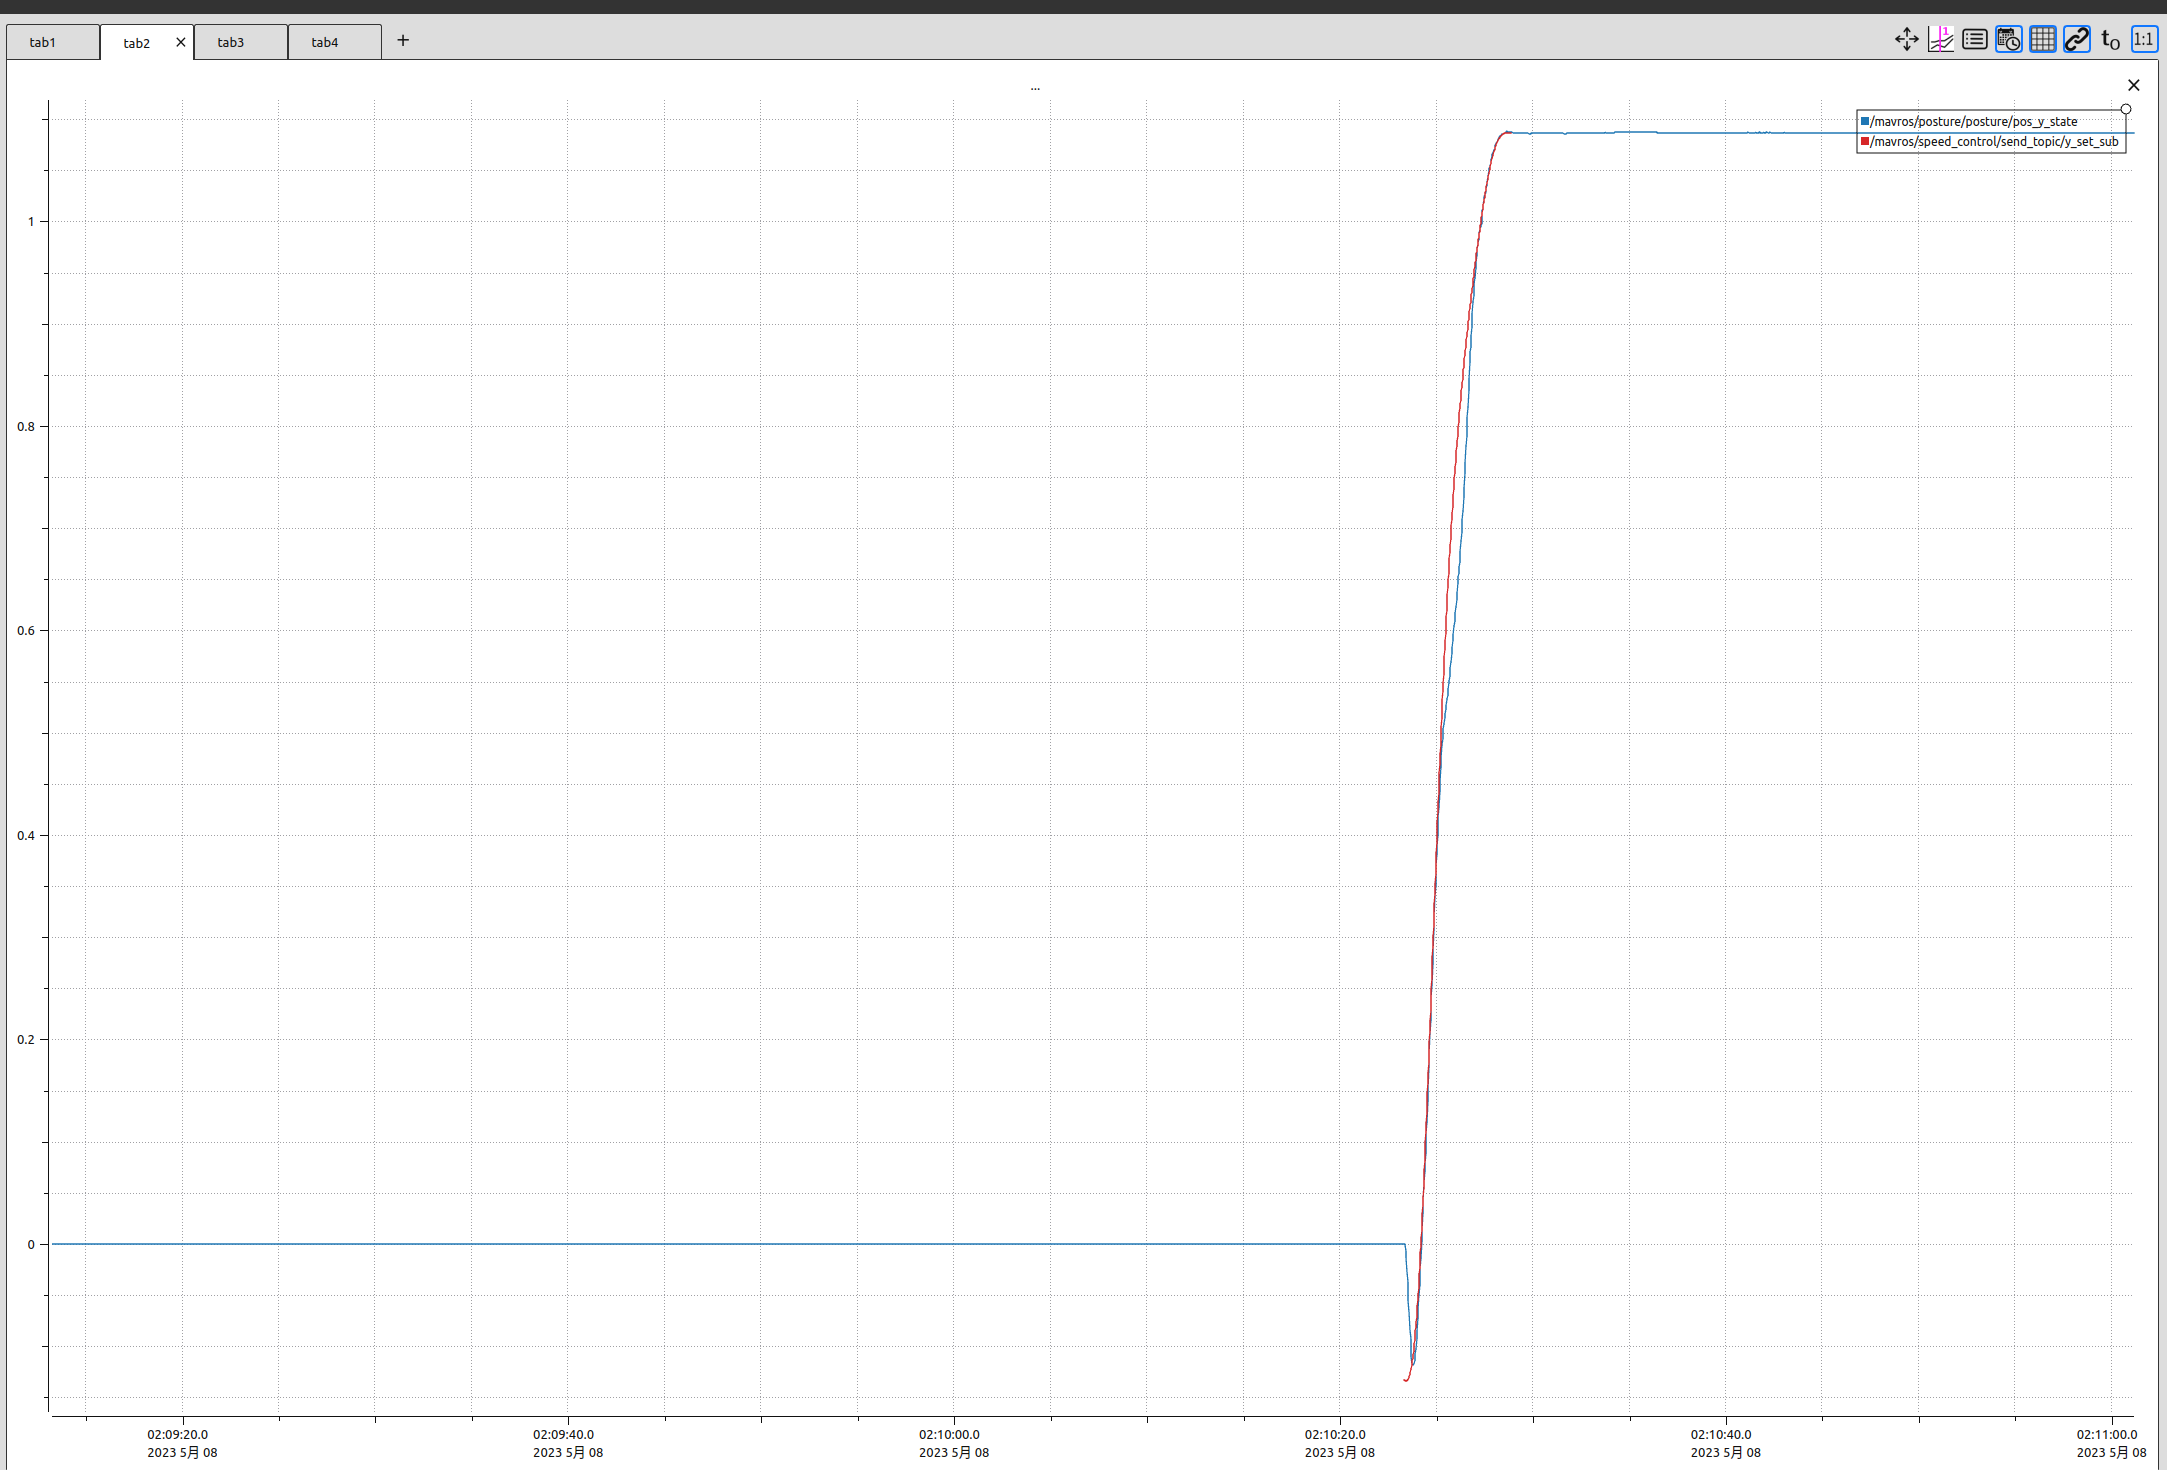 tab1
tab2
tab3
tab4
1
t0
1:1
...
/mavros/posture/posture/pos_y_state
/mavros/speed_control/send_topic/y_set_sub
1
0.8
0.6
0.4
0.2
0
02:09:20.0
2023 5月 08
02:09:40.0
2023 5月 08
02:10:00.0
2023 5月 08
02:10:20.0
2023 5月 08
02:10:40.0
2023 5月 08
02:11:00.0
2023 5月 08